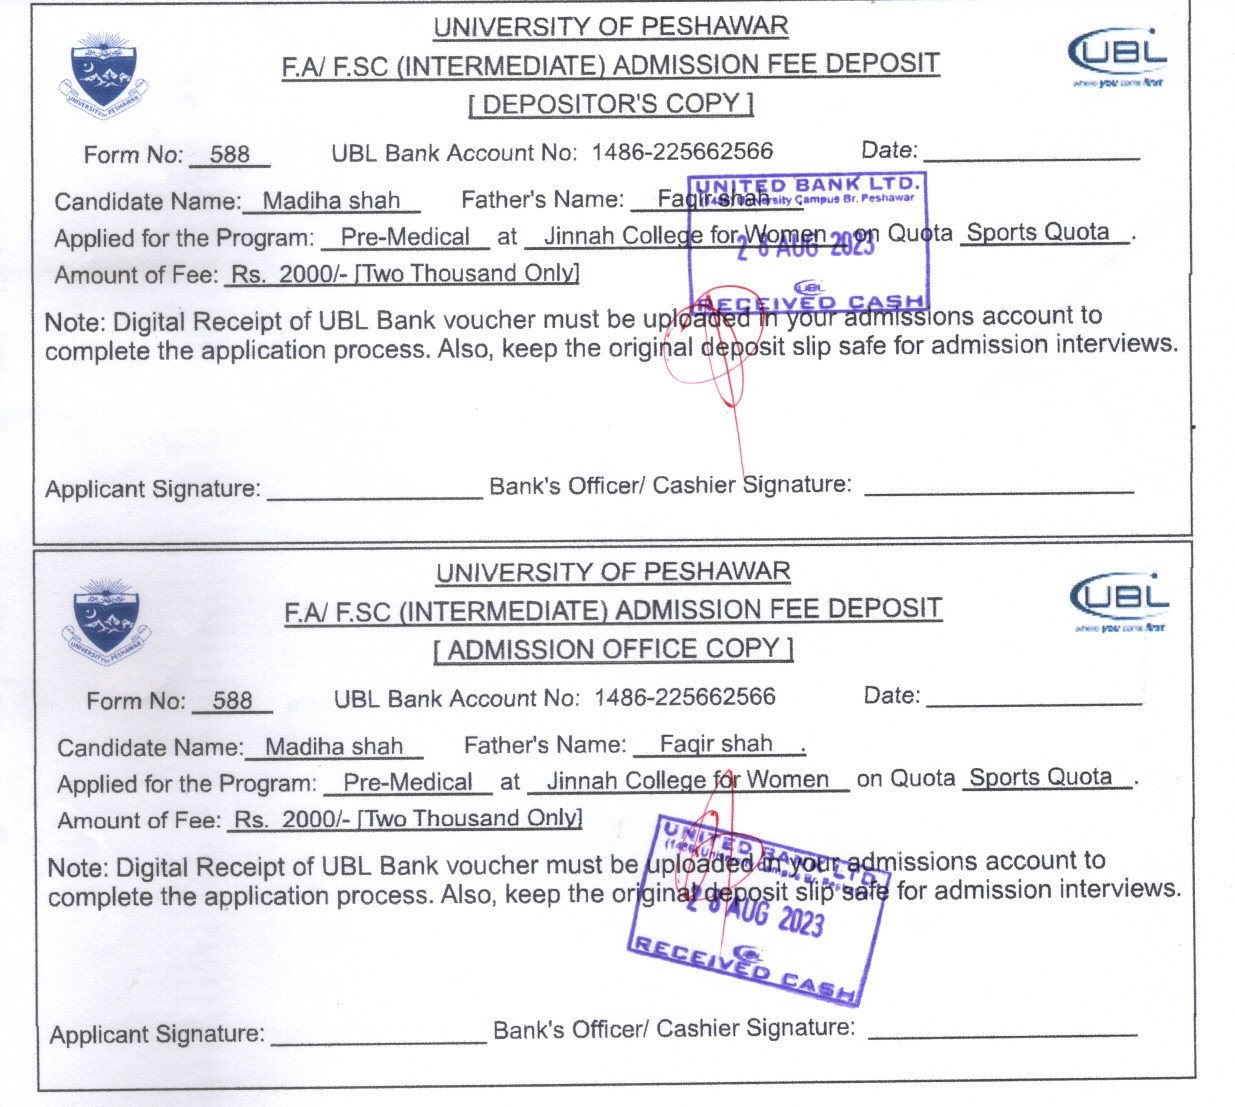 UNIVERSITY OF PESHAWAR
F.A/ F.SC (INTERMEDIATE) ADMISSION FEE DEPOSIT
[ DEPOSITOR'S COPY ]
UNIVERSITY OF PESHAWAR
UBL
where you come first
Form No: 588 UBL Bank Account No: 1486-225662566 Date:
Candidate Name: Madiha shah Father's Name: Faqir shah .
Applied for the Program: Pre-Medical at Jinnah College for Women on Quota Sports Quota .
Amount of Fee: Rs. 2000/- [Two Thousand Only]
UNITED BANK LTD.
(1486) University Campus Br. Peshawar
28 AUG 2023
UBL
RECEIVED CASH
Note: Digital Receipt of UBL Bank voucher must be uploaded in your admissions account to
complete the application process. Also, keep the original deposit slip safe for admission interviews.
Applicant Signature: Bank's Officer/ Cashier Signature:
UNIVERSITY OF PESHAWAR
F.A/ F.SC (INTERMEDIATE) ADMISSION FEE DEPOSIT
[ ADMISSION OFFICE COPY ]
UNIVERSITY OF PESHAWAR
UBL
where you come first
Form No: 588 UBL Bank Account No: 1486-225662566 Date:
Candidate Name: Madiha shah Father's Name: Faqir shah .
Applied for the Program: Pre-Medical at Jinnah College for Women on Quota Sports Quota .
Amount of Fee: Rs. 2000/- [Two Thousand Only]
Note: Digital Receipt of UBL Bank voucher must be uploaded in your admissions account to
complete the application process. Also, keep the original deposit slip safe for admission interviews.
UNITED BANK LTD.
(1486) University Campus Br.
28 AUG 2023
UBL
RECEIVED CASH
Applicant Signature: Bank's Officer/ Cashier Signature: